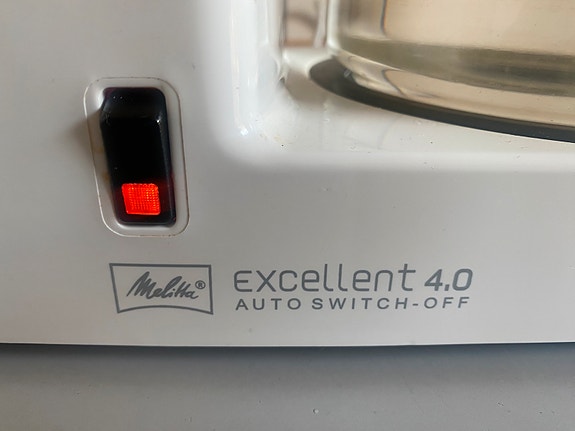 Melitta® excellent 4.0
AUTO SWITCH-OFF